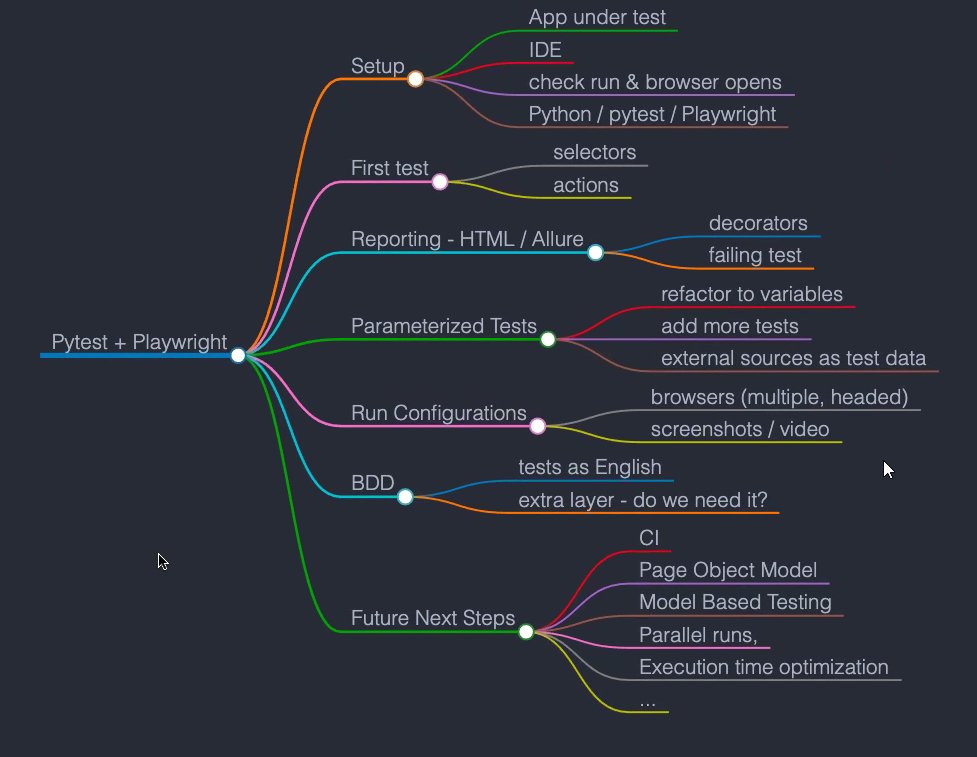 Pytest + Playwright
Setup
App under test
IDE
check run & browser opens
Python / pytest / Playwright
First test
selectors
actions
Reporting - HTML / Allure
decorators
failing test
Parameterized Tests
refactor to variables
add more tests
external sources as test data
Run Configurations
browsers (multiple, headed)
screenshots / video
BDD
tests as English
extra layer - do we need it?
Future Next Steps
CI
Page Object Model
Model Based Testing
Parallel runs,
Execution time optimization
...